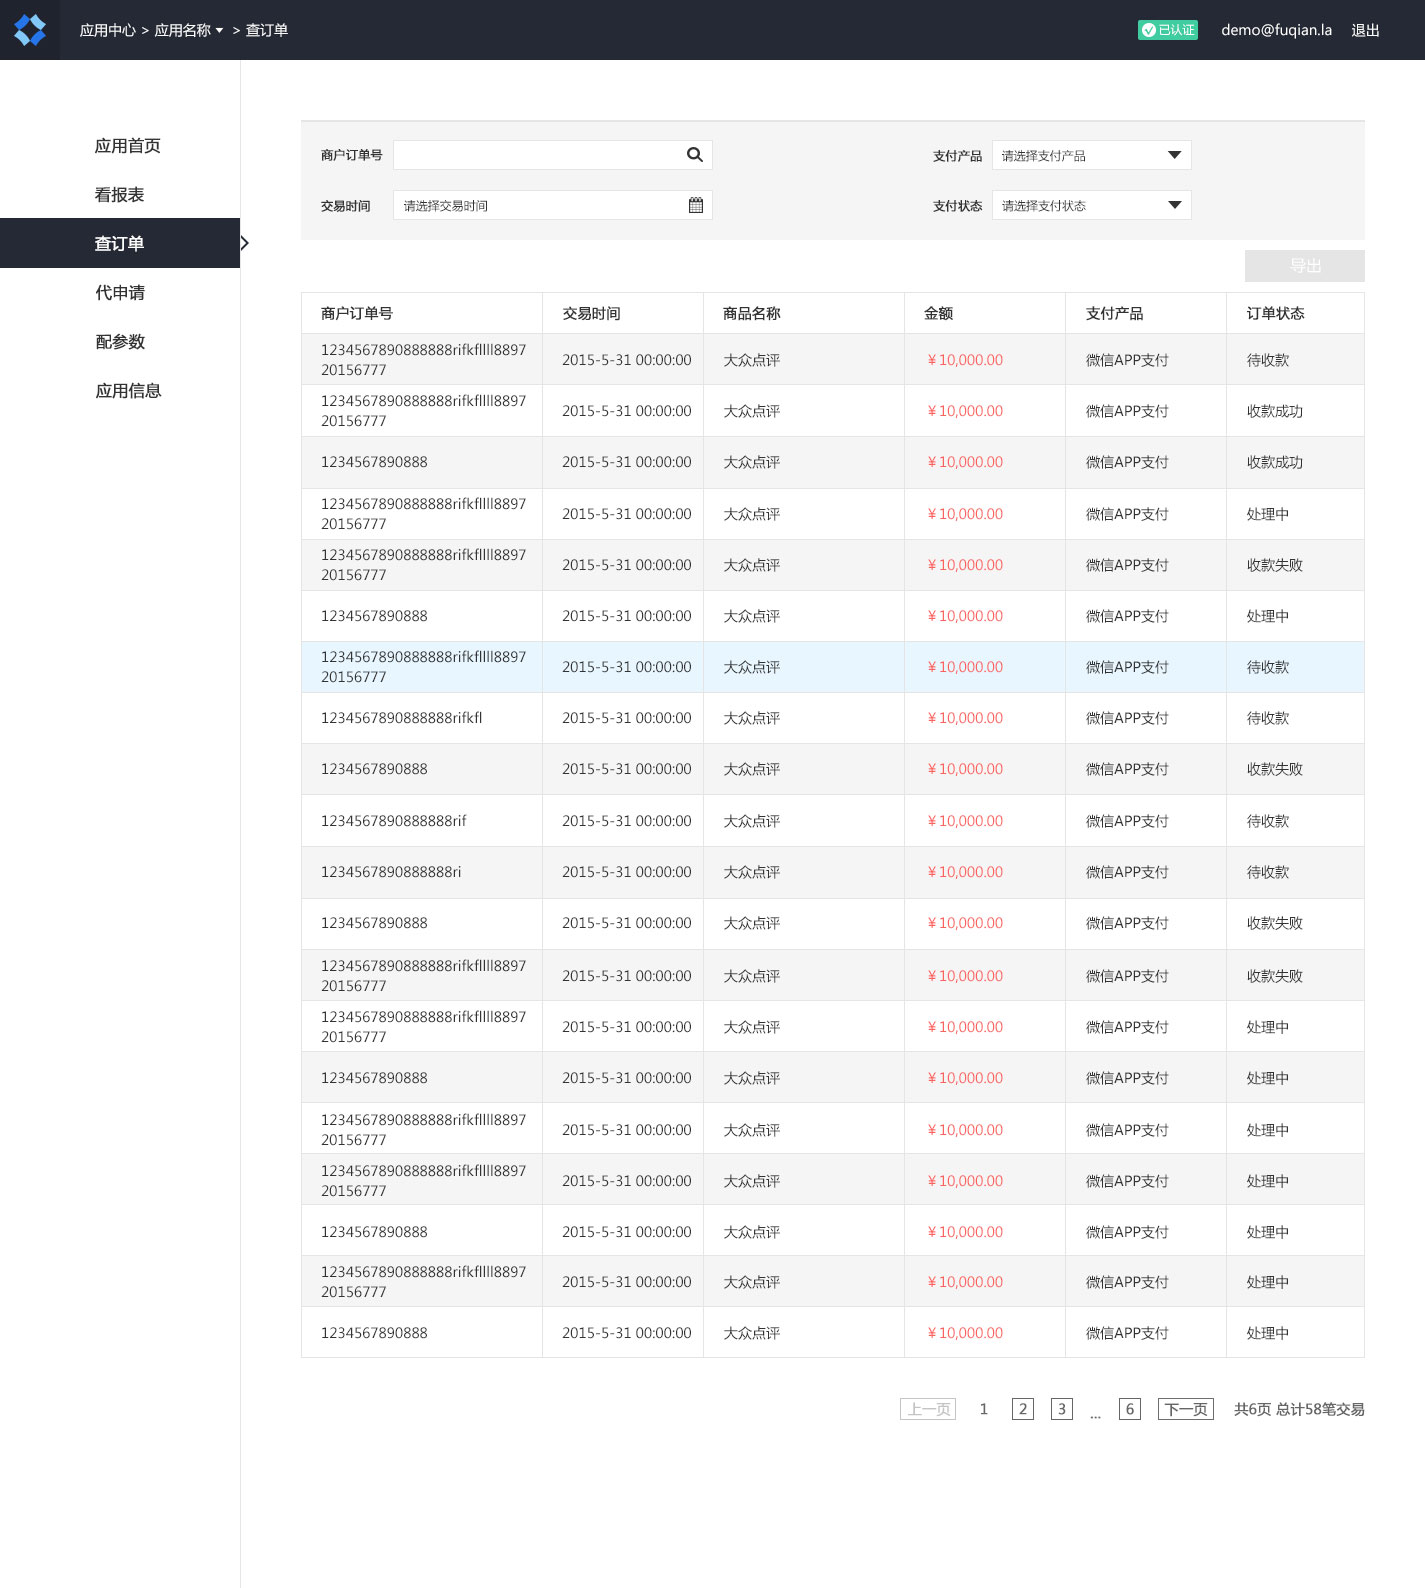 应用中心 > 应用名称 > 查订单
已认证 demo@fuqian.la 退出
应用首页
看报表
查订单
代申请
配参数
应用信息
商户订单号 支付产品 请选择支付产品
交易时间 请选择交易时间 支付状态 请选择支付状态
导出
商户订单号 交易时间 商品名称 金额 支付产品 订单状态
1234567890888888rifkfllll8897
20156777 2015-5-31 00:00:00 大众点评 ¥10,000.00 微信APP支付 待收款
1234567890888888rifkfllll8897
20156777 2015-5-31 00:00:00 大众点评 ¥10,000.00 微信APP支付 收款成功
1234567890888 2015-5-31 00:00:00 大众点评 ¥10,000.00 微信APP支付 收款成功
1234567890888888rifkfllll8897
20156777 2015-5-31 00:00:00 大众点评 ¥10,000.00 微信APP支付 处理中
1234567890888888rifkfllll8897
20156777 2015-5-31 00:00:00 大众点评 ¥10,000.00 微信APP支付 收款失败
1234567890888 2015-5-31 00:00:00 大众点评 ¥10,000.00 微信APP支付 处理中
1234567890888888rifkfllll8897
20156777 2015-5-31 00:00:00 大众点评 ¥10,000.00 微信APP支付 待收款
1234567890888888rifkfl 2015-5-31 00:00:00 大众点评 ¥10,000.00 微信APP支付 待收款
1234567890888 2015-5-31 00:00:00 大众点评 ¥10,000.00 微信APP支付 收款失败
1234567890888888rif 2015-5-31 00:00:00 大众点评 ¥10,000.00 微信APP支付 待收款
1234567890888888ri 2015-5-31 00:00:00 大众点评 ¥10,000.00 微信APP支付 待收款
1234567890888 2015-5-31 00:00:00 大众点评 ¥10,000.00 微信APP支付 收款失败
1234567890888888rifkfllll8897
20156777 2015-5-31 00:00:00 大众点评 ¥10,000.00 微信APP支付 收款失败
1234567890888888rifkfllll8897
20156777 2015-5-31 00:00:00 大众点评 ¥10,000.00 微信APP支付 处理中
1234567890888 2015-5-31 00:00:00 大众点评 ¥10,000.00 微信APP支付 处理中
1234567890888888rifkfllll8897
20156777 2015-5-31 00:00:00 大众点评 ¥10,000.00 微信APP支付 处理中
1234567890888888rifkfllll8897
20156777 2015-5-31 00:00:00 大众点评 ¥10,000.00 微信APP支付 处理中
1234567890888 2015-5-31 00:00:00 大众点评 ¥10,000.00 微信APP支付 处理中
1234567890888888rifkfllll8897
20156777 2015-5-31 00:00:00 大众点评 ¥10,000.00 微信APP支付 处理中
1234567890888 2015-5-31 00:00:00 大众点评 ¥10,000.00 微信APP支付 处理中
上一页 1 2 3 ... 6 下一页 共6页 总计58笔交易